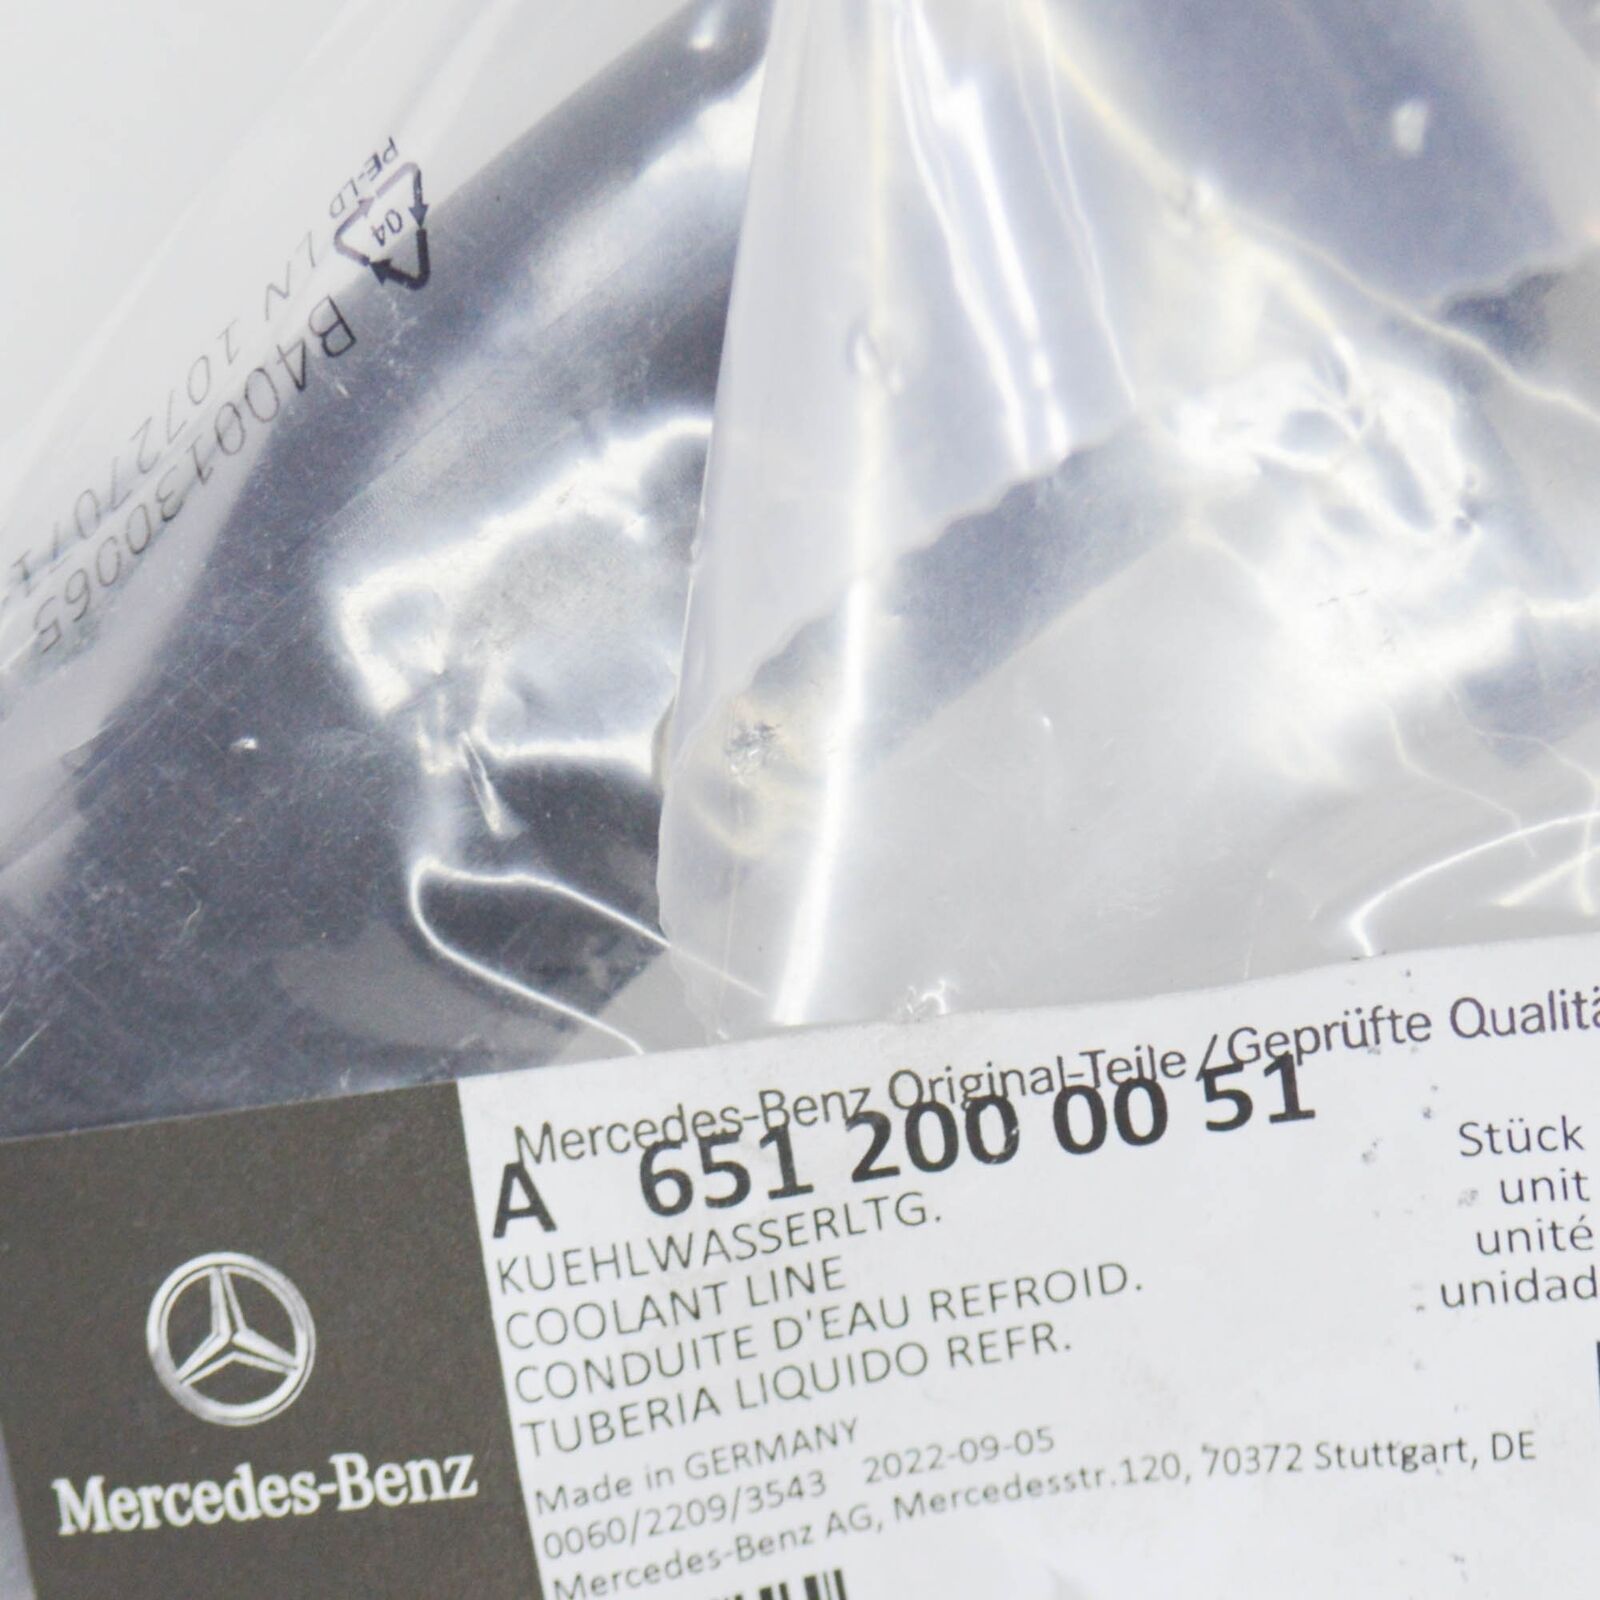 PE-LD
04
A B4000130065
LN 1072701
Mercedes-Benz Original-Teile / Geprüfte Qualitä
A 651 200 00 51
KUEHLWASSERLTG.
COOLANT LINE
CONDUITE D'EAU REFROID.
TUBERIA LIQUIDO REFR.
Stück
unit
unité
unidad
Made in GERMANY
0060/2209/3543 2022-09-05
Mercedes-Benz AG, Mercedesstr.120, 70372 Stuttgart, DE
Mercedes-Benz